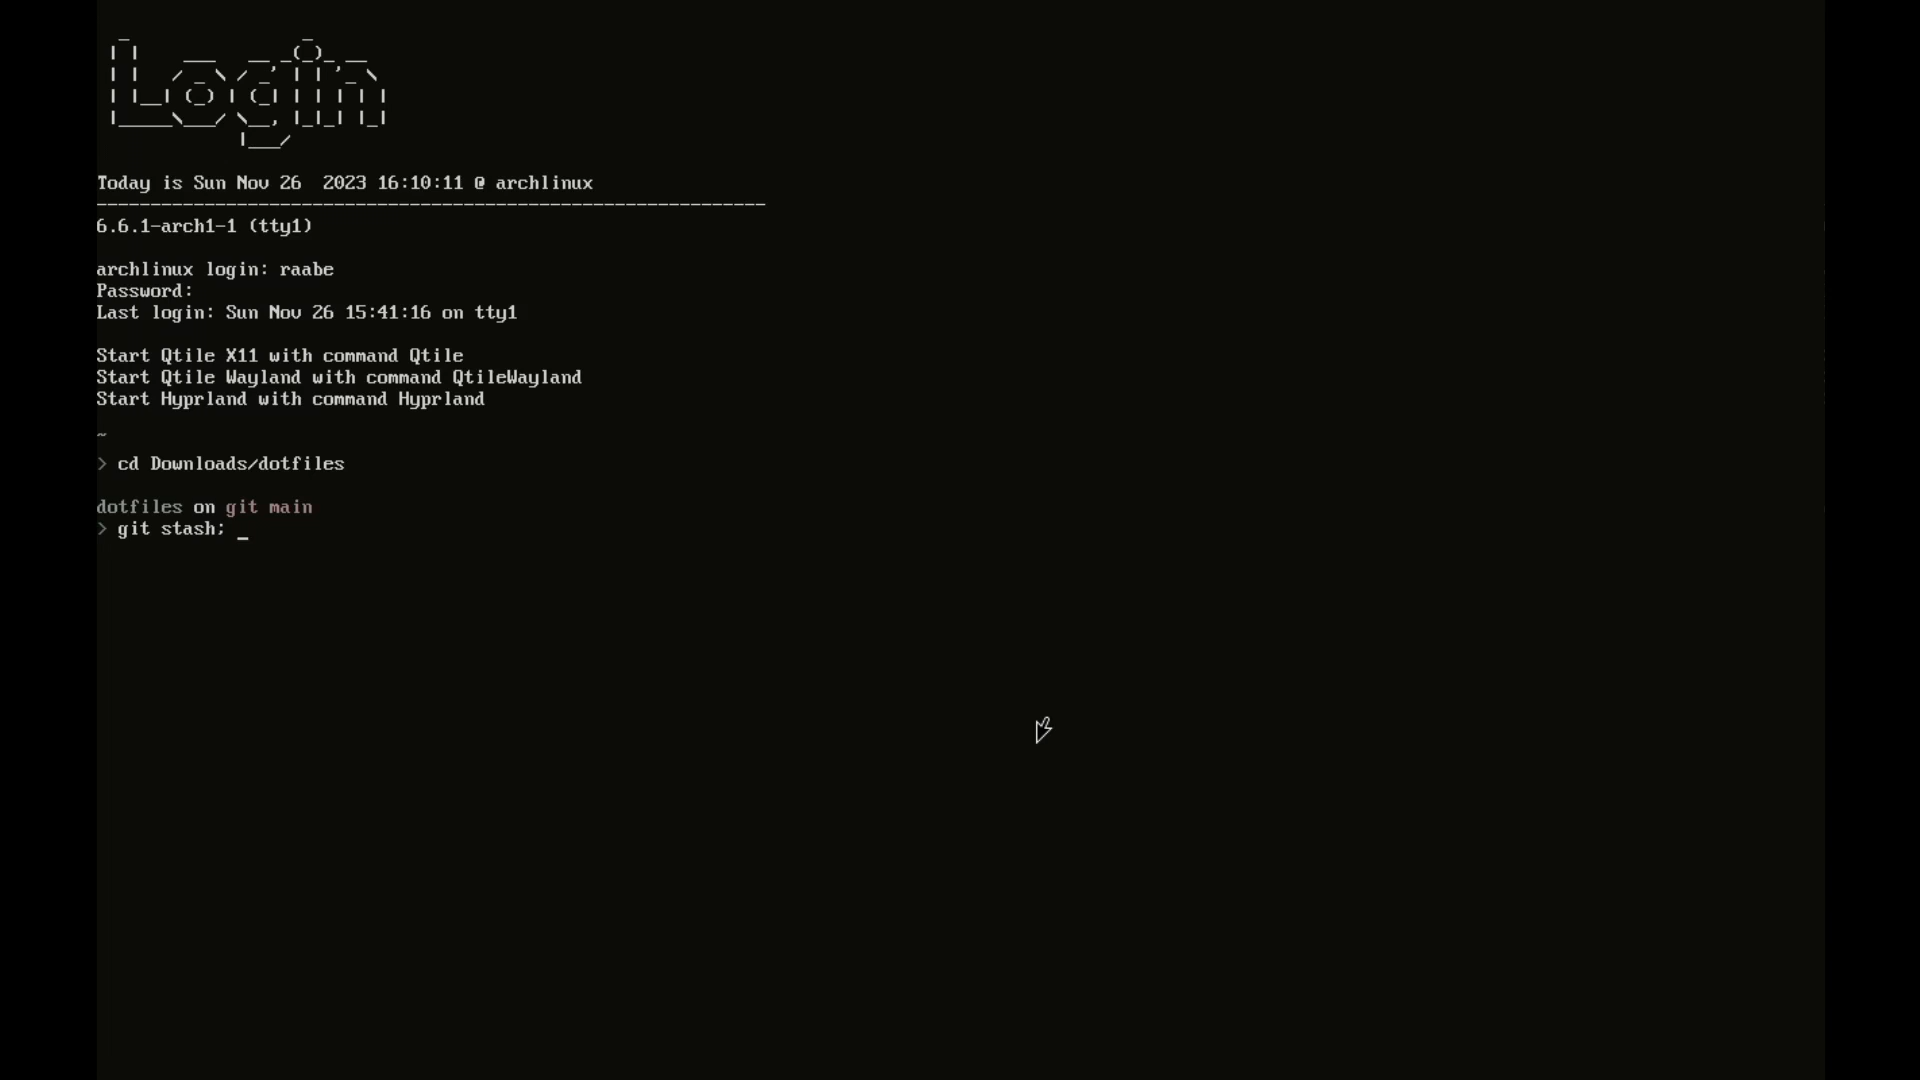 Login
Today is Sun Nov 26  2023 16:10:11 @ archlinux
--------------------------------------------------------------
6.6.1-arch1-1 (tty1)
archlinux login: raabe
Password:
Last login: Sun Nov 26 15:41:16 on tty1
Start Qtile X11 with command Qtile
Start Qtile Wayland with command QtileWayland
Start Hyprland with command Hyprland
~
> cd Downloads/dotfiles
dotfiles on git main
> git stash; _